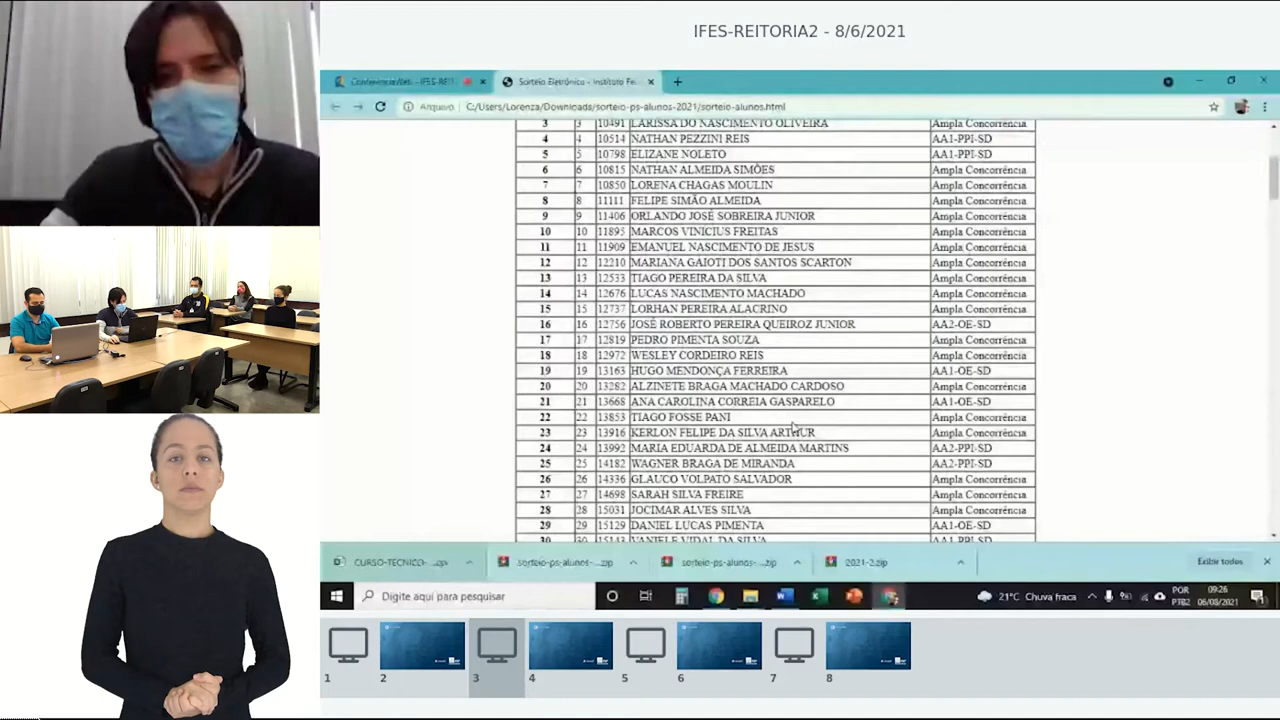 IFES-REITORIA2 - 8/6/2021
Sorteio Eletrônico - Instituto Fe
Arquivo C:/Users/Lorenza/Downloads/sorteio-ps-alunos-2021/sorteio-alunos.html
3 3 10491 LARISSA DO NASCIMENTO OLIVEIRA Ampla Concorrência
4 4 10514 NATHAN PEZZINI REIS AA1-PPI-SD
5 5 10798 ELIZANE NOLETO AA1-PPI-SD
6 6 10815 NATHAN ALMEIDA SIMÕES Ampla Concorrência
7 7 10850 LORENA CHAGAS MOULIN Ampla Concorrência
8 8 11111 FELIPE SIMÃO ALMEIDA Ampla Concorrência
9 9 11406 ORLANDO JOSÉ SOBREIRA JUNIOR Ampla Concorrência
10 10 11895 MARCOS VINICIUS FREITAS Ampla Concorrência
11 11 11909 EMANUEL NASCIMENTO DE JESUS Ampla Concorrência
12 12 12210 MARIANA GAIOTI DOS SANTOS SCARTON Ampla Concorrência
13 13 12533 TIAGO PEREIRA DA SILVA Ampla Concorrência
14 14 12676 LUCAS NASCIMENTO MACHADO Ampla Concorrência
15 15 12737 LORHAN PEREIRA ALACRINO Ampla Concorrência
16 16 12756 JOSÉ ROBERTO PEREIRA QUEIROZ JUNIOR AA2-OE-SD
17 17 12819 PEDRO PIMENTA SOUZA Ampla Concorrência
18 18 12972 WESLEY CORDEIRO REIS Ampla Concorrência
19 19 13163 HUGO MENDONÇA FERREIRA AA1-OE-SD
20 20 13282 ALZINETE BRAGA MACHADO CARDOSO Ampla Concorrência
21 21 13668 ANA CAROLINA CORREIA GASPARELO AA1-OE-SD
22 22 13853 TIAGO FOSSE PANI Ampla Concorrência
23 23 13916 KERLON FELIPE DA SILVA ARTHUR Ampla Concorrência
24 24 13992 MARIA EDUARDA DE ALMEIDA MARTINS AA2-PPI-SD
25 25 14182 WAGNER BRAGA DE MIRANDA AA2-PPI-SD
26 26 14336 GLAUCO VOLPATO SALVADOR Ampla Concorrência
27 27 14698 SARAH SILVA FREIRE Ampla Concorrência
28 28 15031 JOCIMAR ALVES SILVA Ampla Concorrência
29 29 15129 DANIEL LUCAS PIMENTA AA1-OE-SD
30 30 15143 VANIELE VIDAL DA SILVA AA1-PPI-SD
CURSO-TECNICO- sorteio-ps-alunos-....zip sorteio-ps-alunos-....zip 2021-2.zip Exibir todos
Digite aqui para pesquisar 21°C Chuva fraca POR 09:26
PTB2 06/08/2021
1 2 3 4 5 6 7 8